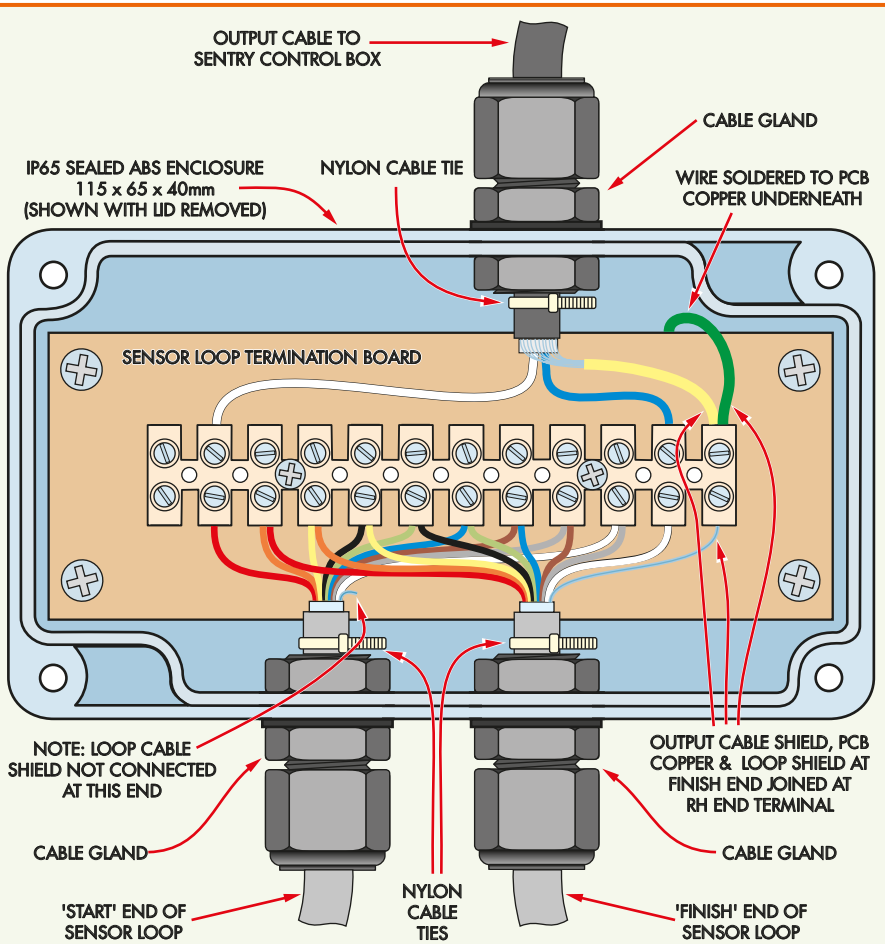 OUTPUT CABLE TO
SENTRY CONTROL BOX
CABLE GLAND
IP65 SEALED ABS ENCLOSURE
115 x 65 x 40mm
(SHOWN WITH LID REMOVED)
NYLON CABLE TIE
WIRE SOLDERED TO PCB
COPPER UNDERNEATH
SENSOR LOOP TERMINATION BOARD
NOTE: LOOP CABLE
SHIELD NOT CONNECTED
AT THIS END
OUTPUT CABLE SHIELD, PCB
COPPER & LOOP SHIELD AT
FINISH END JOINED AT
RH END TERMINAL
CABLE GLAND
CABLE GLAND
'START' END OF
SENSOR LOOP
NYLON
CABLE
TIES
'FINISH' END OF
SENSOR LOOP